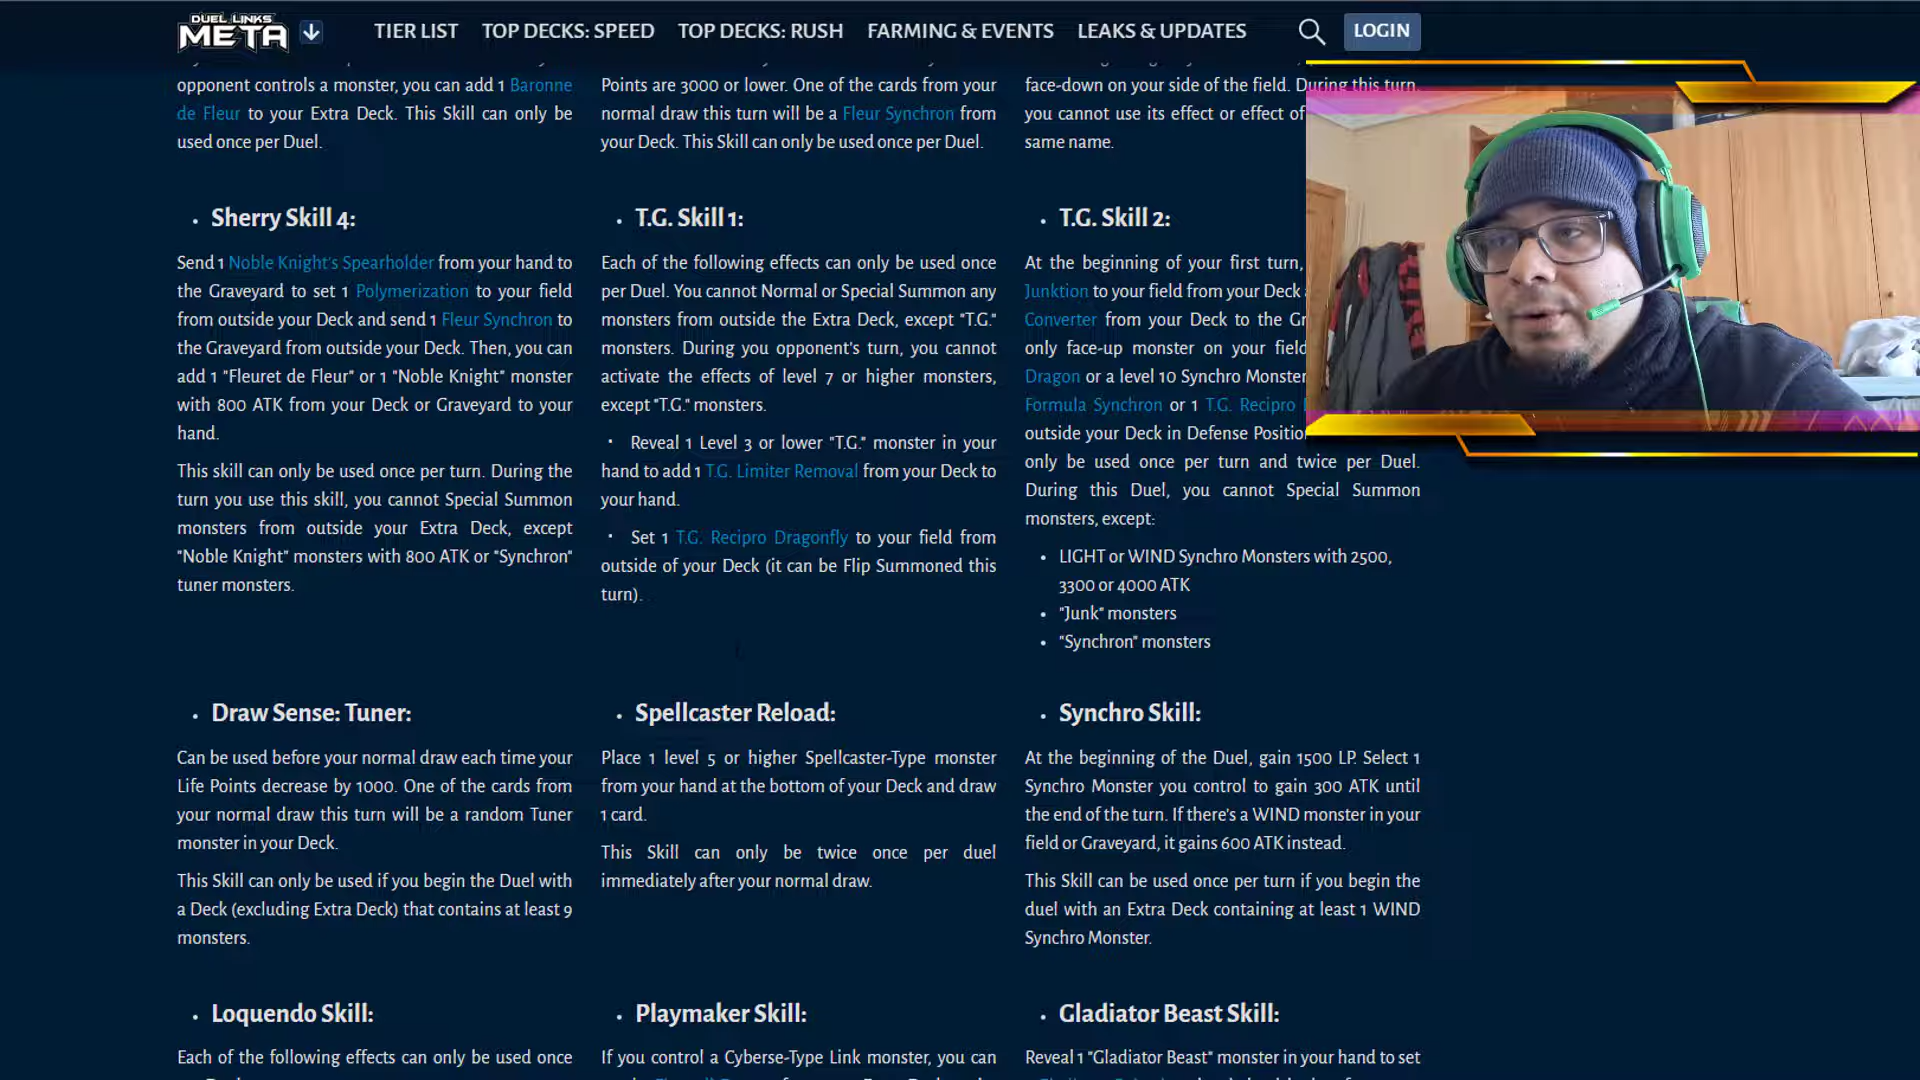 DUEL LINKS
META
TIER LIST
TOP DECKS: SPEED
TOP DECKS: RUSH
FARMING & EVENTS
LEAKS & UPDATES
LOGIN
opponent controls a monster, you can add 1 Baronne
de Fleur to your Extra Deck. This Skill can only be
used once per Duel.
Points are 3000 or lower. One of the cards from your
normal draw this turn will be a Fleur Synchron from
your Deck. This Skill can only be used once per Duel.
face-down on your side of the field. During this turn,
you cannot use its effect or effect of
same name.
• Sherry Skill 4:
Send 1 Noble Knight's Spearholder from your hand to
the Graveyard to set 1 Polymerization to your field
from outside your Deck and send 1 Fleur Synchron to
the Graveyard from outside your Deck. Then, you can
add 1 "Fleuret de Fleur" or 1 "Noble Knight" monster
with 800 ATK from your Deck or Graveyard to your
hand.
This skill can only be used once per turn. During the
turn you use this skill, you cannot Special Summon
monsters from outside your Extra Deck, except
"Noble Knight" monsters with 800 ATK or "Synchron"
tuner monsters.
• T.G. Skill 1:
Each of the following effects can only be used once
per Duel. You cannot Normal or Special Summon any
monsters from outside the Extra Deck, except "T.G."
monsters. During you opponent's turn, you cannot
activate the effects of level 7 or higher monsters,
except "T.G." monsters.
• Reveal 1 Level 3 or lower "T.G." monster in your
hand to add 1 T.G. Limiter Removal from your Deck to
your hand.
• Set 1 T.G. Recipro Dragonfly to your field from
outside of your Deck (it can be Flip Summoned this
turn).
• T.G. Skill 2:
At the beginning of your first turn,
Junktion to your field from your Deck
Converter from your Deck to the Gr
only face-up monster on your field
Dragon or a level 10 Synchro Monster
Formula Synchron or 1 T.G. Recipro
outside your Deck in Defense Positio
only be used once per turn and twice per Duel.
During this Duel, you cannot Special Summon
monsters, except:
• LIGHT or WIND Synchro Monsters with 2500,
3300 or 4000 ATK
• "Junk" monsters
• "Synchron" monsters
• Draw Sense: Tuner:
Can be used before your normal draw each time your
Life Points decrease by 1000. One of the cards from
your normal draw this turn will be a random Tuner
monster in your Deck.
This Skill can only be used if you begin the Duel with
a Deck (excluding Extra Deck) that contains at least 9
monsters.
• Spellcaster Reload:
Place 1 level 5 or higher Spellcaster-Type monster
from your hand at the bottom of your Deck and draw
1 card.
This Skill can only be twice once per duel
immediately after your normal draw.
• Synchro Skill:
At the beginning of the Duel, gain 1500 LP. Select 1
Synchro Monster you control to gain 300 ATK until
the end of the turn. If there's a WIND monster in your
field or Graveyard, it gains 600 ATK instead.
This Skill can be used once per turn if you begin the
duel with an Extra Deck containing at least 1 WIND
Synchro Monster.
• Loquendo Skill:
Each of the following effects can only be used once
• Playmaker Skill:
If you control a Cyberse-Type Link monster, you can
• Gladiator Beast Skill:
Reveal 1 "Gladiator Beast" monster in your hand to set